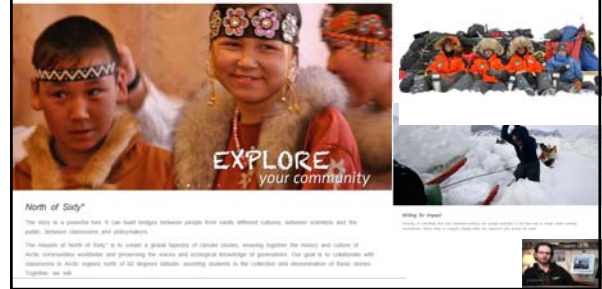 EXPLORE
your community
North of Sixty°
The story is a powerful tool. It can build bridges between people from vastly different cultures, between scientists and the
public, between classrooms and policymakers.
The mission of North of Sixty° is to create a global tapestry of climate stories, weaving together the history and culture of
Arctic communities worldwide and preserving the voices and ecological knowledge of generations. Our goal is to collaborate with
classrooms in Arctic regions north of 60 degrees latitude, assisting students in the collection and dissemination of these stories.
Together, we will
Writing for Impact